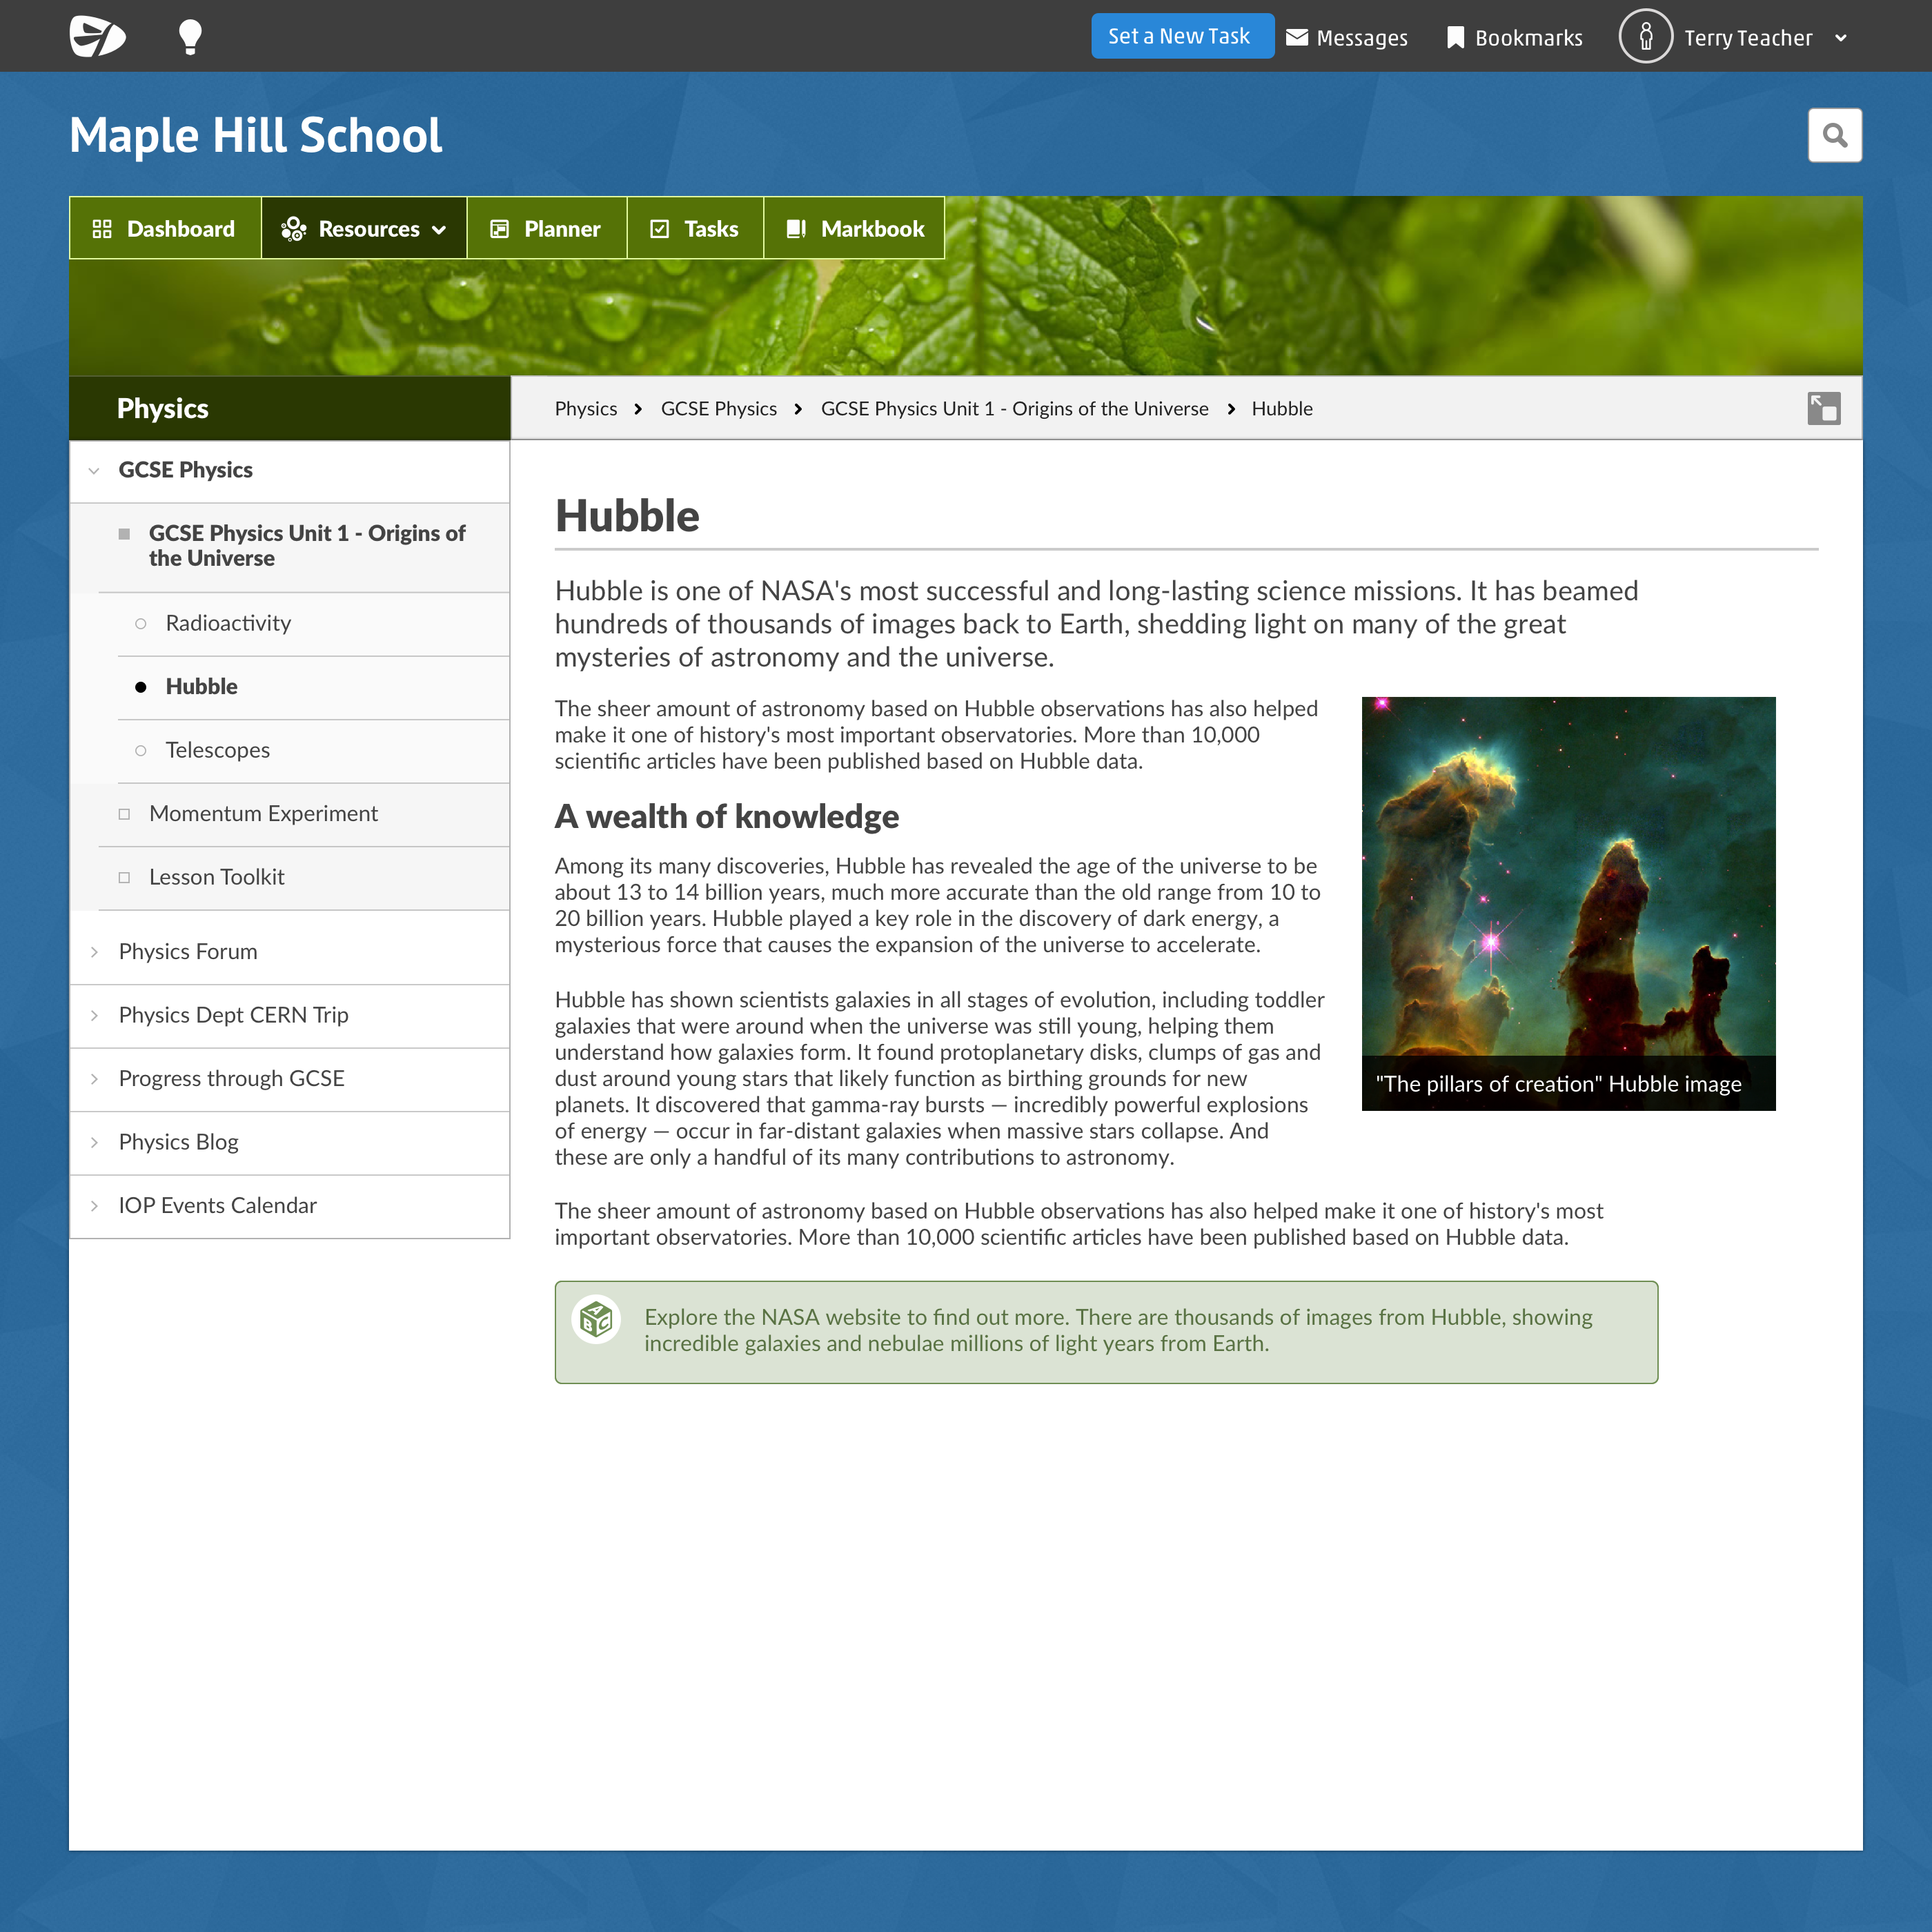 Set a New Task
Messages
Bookmarks
Terry Teacher
Maple Hill School
Dashboard
Resources
Planner
Tasks
Markbook
Physics
Physics
GCSE Physics
GCSE Physics Unit 1 - Origins of the Universe
Hubble
GCSE Physics
GCSE Physics Unit 1 - Origins of
the Universe
Radioactivity
Hubble
Telescopes
Momentum Experiment
Lesson Toolkit
Physics Forum
Physics Dept CERN Trip
Progress through GCSE
Physics Blog
IOP Events Calendar
Hubble
Hubble is one of NASA's most successful and long-lasting science missions. It has beamed
hundreds of thousands of images back to Earth, shedding light on many of the great
mysteries of astronomy and the universe.
The sheer amount of astronomy based on Hubble observations has also helped
make it one of history's most important observatories. More than 10,000
scientific articles have been published based on Hubble data.
A wealth of knowledge
Among its many discoveries, Hubble has revealed the age of the universe to be
about 13 to 14 billion years, much more accurate than the old range from 10 to
20 billion years. Hubble played a key role in the discovery of dark energy, a
mysterious force that causes the expansion of the universe to accelerate.
Hubble has shown scientists galaxies in all stages of evolution, including toddler
galaxies that were around when the universe was still young, helping them
understand how galaxies form. It found protoplanetary disks, clumps of gas and
dust around young stars that likely function as birthing grounds for new
planets. It discovered that gamma-ray bursts — incredibly powerful explosions
of energy — occur in far-distant galaxies when massive stars collapse. And
these are only a handful of its many contributions to astronomy.
"The pillars of creation" Hubble image
The sheer amount of astronomy based on Hubble observations has also helped make it one of history's most
important observatories. More than 10,000 scientific articles have been published based on Hubble data.
A B C
Explore the NASA website to find out more. There are thousands of images from Hubble, showing
incredible galaxies and nebulae millions of light years from Earth.